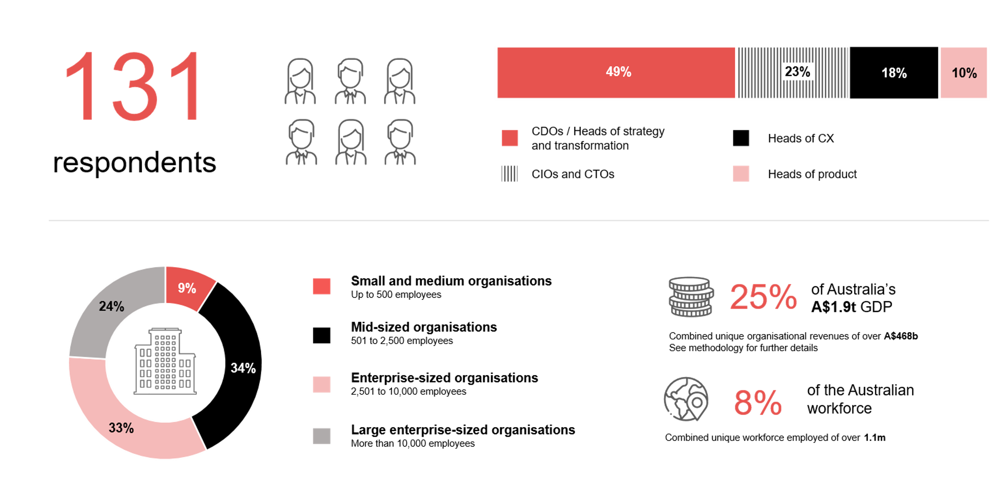 131
respondents
49%
23%
18%
10%
CDOs / Heads of strategy
and transformation
Heads of CX
CIOs and CTOs
Heads of product
9%
34%
33%
24%
Small and medium organisations
Up to 500 employees
Mid-sized organisations
501 to 2,500 employees
Enterprise-sized organisations
2,501 to 10,000 employees
Large enterprise-sized organisations
More than 10,000 employees
25%
of Australia’s
A$1.9t GDP
Combined unique organisational revenues of over A$468b
See methodology for further details
8%
of the Australian
workforce
Combined unique workforce employed of over 1.1m